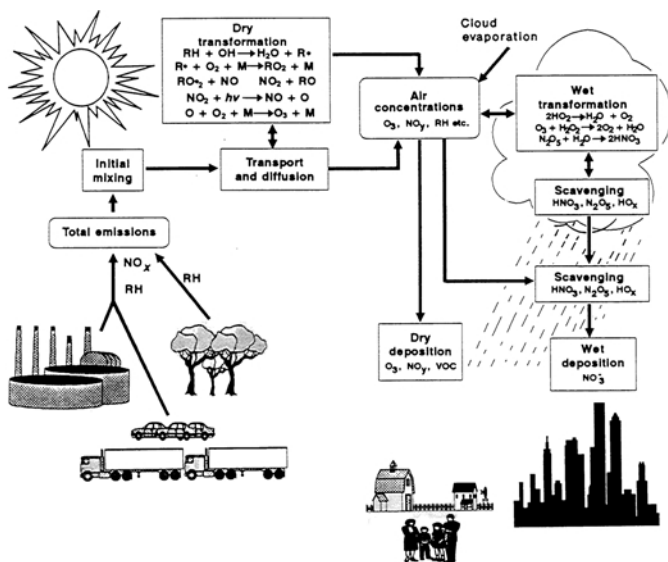 Dry
transformation
RH + OH→H₂O + R•
R• + O₂ + M→RO₂ + M
RO•₂ + NO NO₂ + RO
NO₂ + hv→NO + O
O + O₂ + M→O₃ + M
Cloud
evaporation
Air
concentrations
O₃, NOy, RH etc.
Wet
transformation
2HO₂→H₂O + O₂
O₃ + H₂O₂→2O₂ + H₂O
N₂O₅ + H₂O→2HNO₃
Initial
mixing
Transport
and diffusion
Scavenging
HNO₃, N₂O₅, HOx
Total emissions
NOx
RH
RH
Scavenging
HNO₃, N₂O₅, HOx
Dry
deposition
O₃, NOy, VOC
Wet
deposition
NO₃⁻